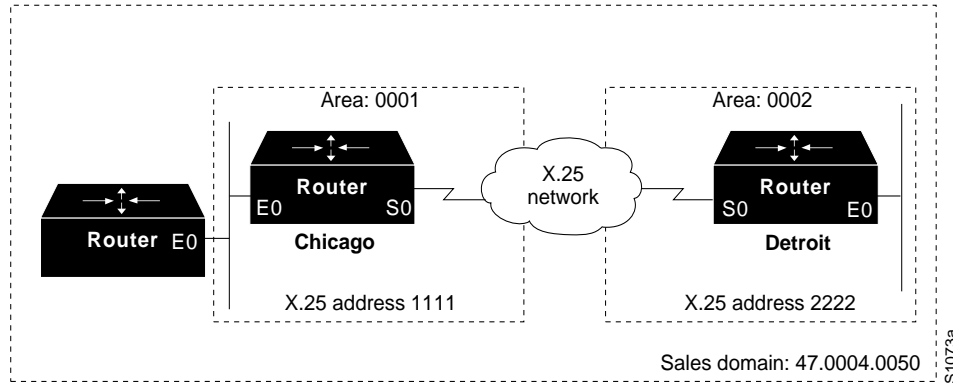 Area: 0001
Area: 0002
Router
E0
S0
Chicago
X.25
network
Router
S0
E0
Detroit
Router
E0
X.25 address 1111
X.25 address 2222
Sales domain: 47.0004.0050
S1073a